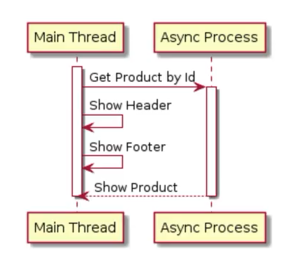 Main Thread
Async Process
Get Product by Id
Show Header
Show Footer
Show Product
Main Thread
Async Process